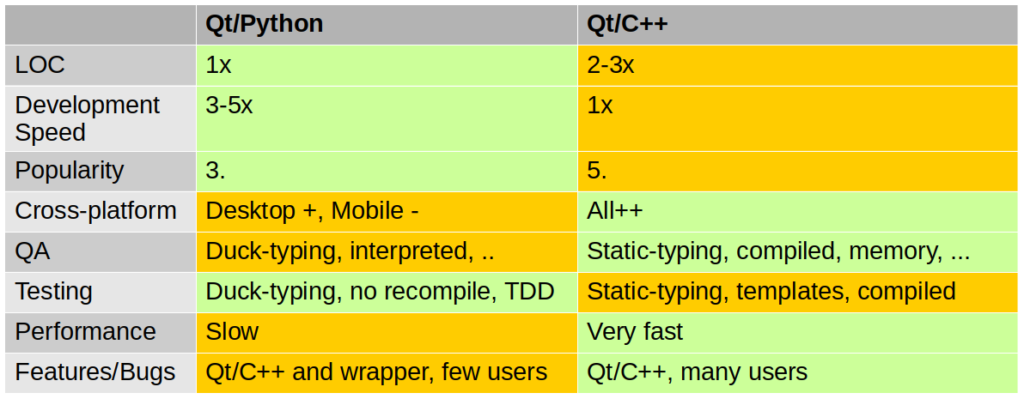 Qt/Python Qt/C++
LOC 1x 2-3x
Development 3-5x 1x
Speed
Popularity 3. 5.
Cross-platform Desktop +, Mobile - All++
QA Duck-typing, interpreted, .. Static-typing, compiled, memory, ...
Testing Duck-typing, no recompile, TDD Static-typing, templates, compiled
Performance Slow Very fast
Features/Bugs Qt/C++ and wrapper, few users Qt/C++, many users